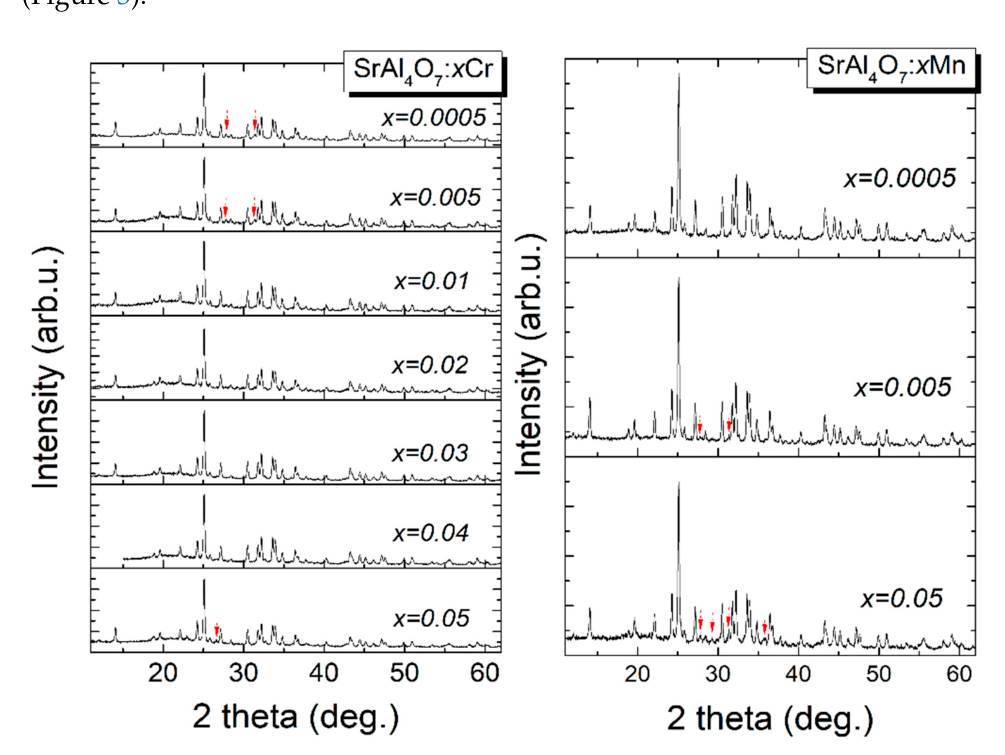 (Figure 3).
SrAl4O7:xCr
x=0.0005
x=0.005
x=0.01
x=0.02
x=0.03
x=0.04
x=0.05
Intensity (arb.u.)
20 30 40 50 60
2 theta (deg.)
SrAl4O7:xMn
x=0.0005
x=0.005
x=0.05
Intensity (arb.u.)
20 30 40 50 60
2 theta (deg.)